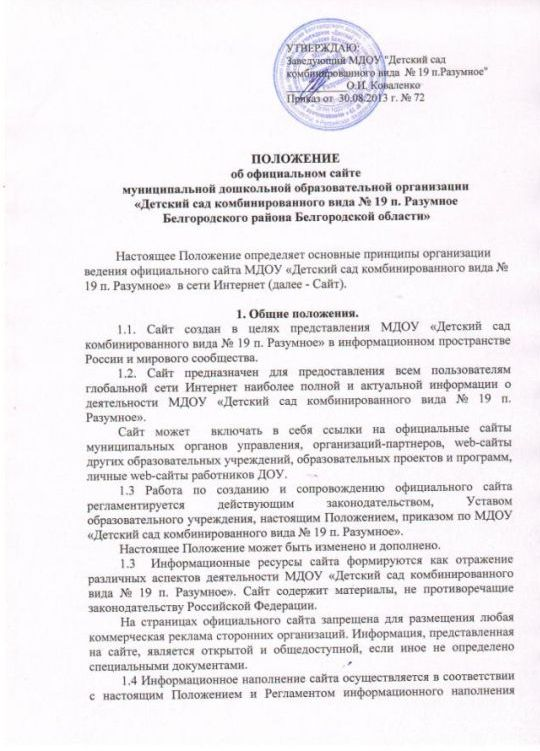 УТВЕРЖДАЮ:
Заведующий МДОУ "Детский сад
комбинированного вида № 19 п.Разумное"
О.И. Коваленко
Приказ от 30.08.2013 г. № 72
ПОЛОЖЕНИЕ
об официальном сайте
муниципальной дошкольной образовательной организации
«Детский сад комбинированного вида № 19 п. Разумное
Белгородского района Белгородской области»
Настоящее Положение определяет основные принципы организации
ведения официального сайта МДОУ «Детский сад комбинированного вида №
19 п. Разумное» в сети Интернет (далее - Сайт).
1. Общие положения.
1.1. Сайт создан в целях представления МДОУ «Детский сад
комбинированного вида № 19 п. Разумное» в информационном пространстве
России и мирового сообщества.
1.2. Сайт предназначен для предоставления всем пользователям
глобальной сети Интернет наиболее полной и актуальной информации о
деятельности МДОУ «Детский сад комбинированного вида № 19 п.
Разумное».
Сайт может включать в себя ссылки на официальные сайты
муниципальных органов управления, организаций-партнеров, web-сайты
других образовательных учреждений, образовательных проектов и программ,
личные web-сайты работников ДОУ.
1.3 Работа по созданию и сопровождению официального сайта
регламентируется действующим законодательством, Уставом
образовательного учреждения, настоящим Положением, приказом по МДОУ
«Детский сад комбинированного вида № 19 п. Разумное».
Настоящее Положение может быть изменено и дополнено.
1.3 Информационные ресурсы сайта формируются как отражение
различных аспектов деятельности МДОУ «Детский сад комбинированного
вида № 19 п. Разумное». Сайт содержит материалы, не противоречащие
законодательству Российской Федерации.
На страницах официального сайта запрещена для размещения любая
коммерческая реклама сторонних организаций. Информация, представленная
на сайте, является открытой и общедоступной, если иное не определено
специальными документами.
1.4 Информационное наполнение сайта осуществляется в соответствии
с настоящим Положением и Регламентом информационного наполнения